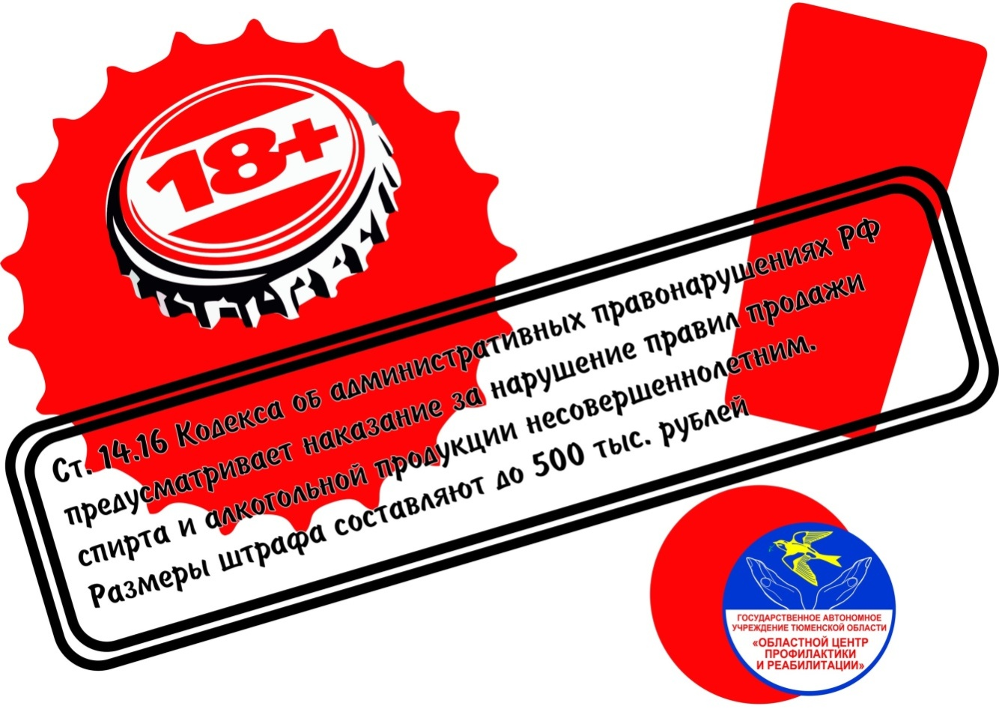 18+
Ст. 14.16 Кодекса об административных правонарушениях РФ
предусматривает наказание за нарушение правил продажи
спирта и алкогольной продукции несовершеннолетним.
Размеры штрафа составляют до 500 тыс. рублей
ГОСУДАРСТВЕННОЕ АВТОНОМНОЕ
УЧРЕЖДЕНИЕ ТЮМЕНСКОЙ ОБЛАСТИ
«ОБЛАСТНОЙ ЦЕНТР
ПРОФИЛАКТИКИ
И РЕАБИЛИТАЦИИ»